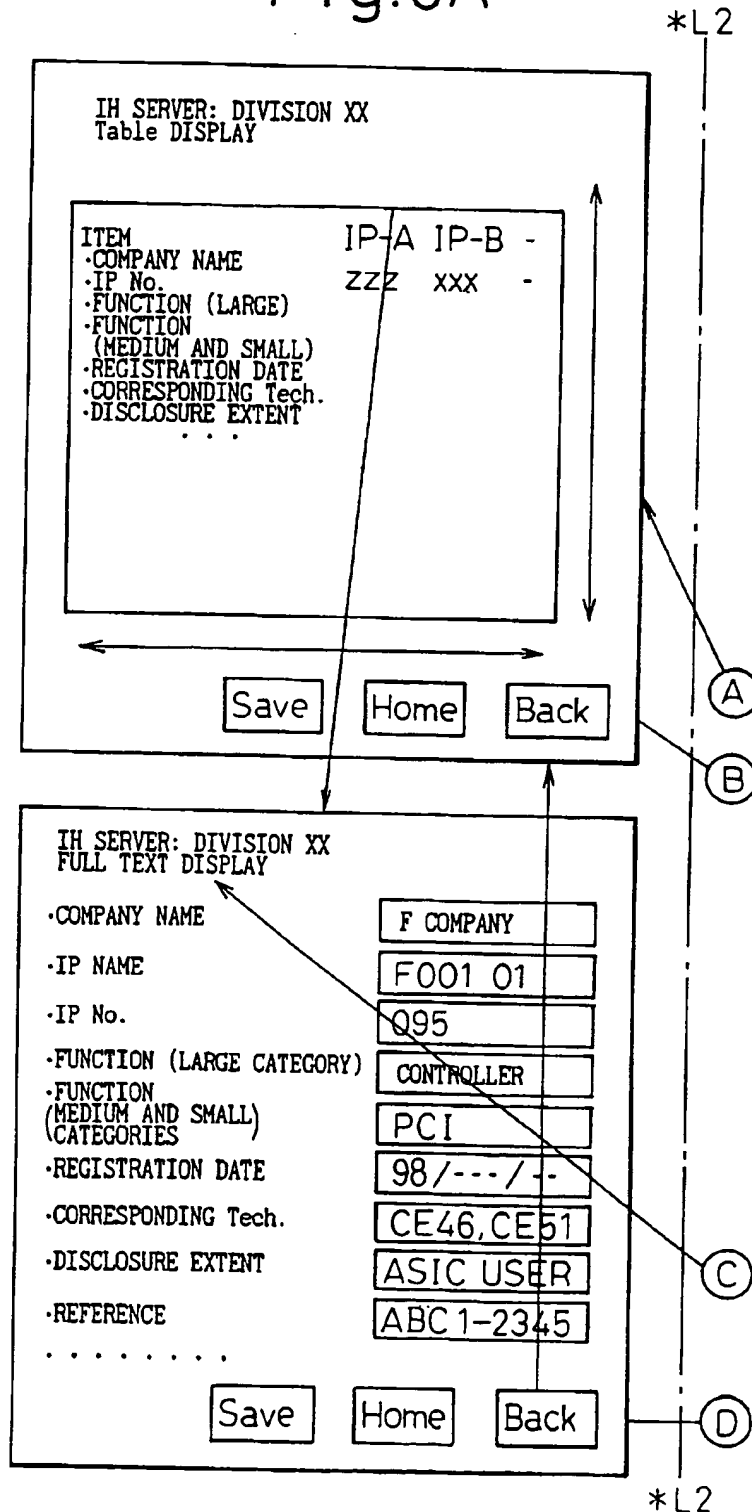 Fig.6A
*L2
IH SERVER: DIVISION XX
Table DISPLAY
ITEM IP-A IP-B -
·COMPANY NAME
·IP No. ZZZ XXX -
·FUNCTION (LARGE)
·FUNCTION
(MEDIUM AND SMALL)
·REGISTRATION DATE
·CORRESPONDING Tech.
·DISCLOSURE EXTENT
. . .
Save Home Back
A
B
IH SERVER: DIVISION XX
FULL TEXT DISPLAY
·COMPANY NAME F COMPANY
·IP NAME F001 01
·IP No. 095
·FUNCTION (LARGE CATEGORY) CONTROLLER
·FUNCTION
(MEDIUM AND SMALL) PCI
CATEGORIES
·REGISTRATION DATE 98/---/--
·CORRESPONDING Tech. CE46,CE51
·DISCLOSURE EXTENT ASIC USER
·REFERENCE ABC1-2345
. . . . . . . .
Save Home Back
C
D
*L2